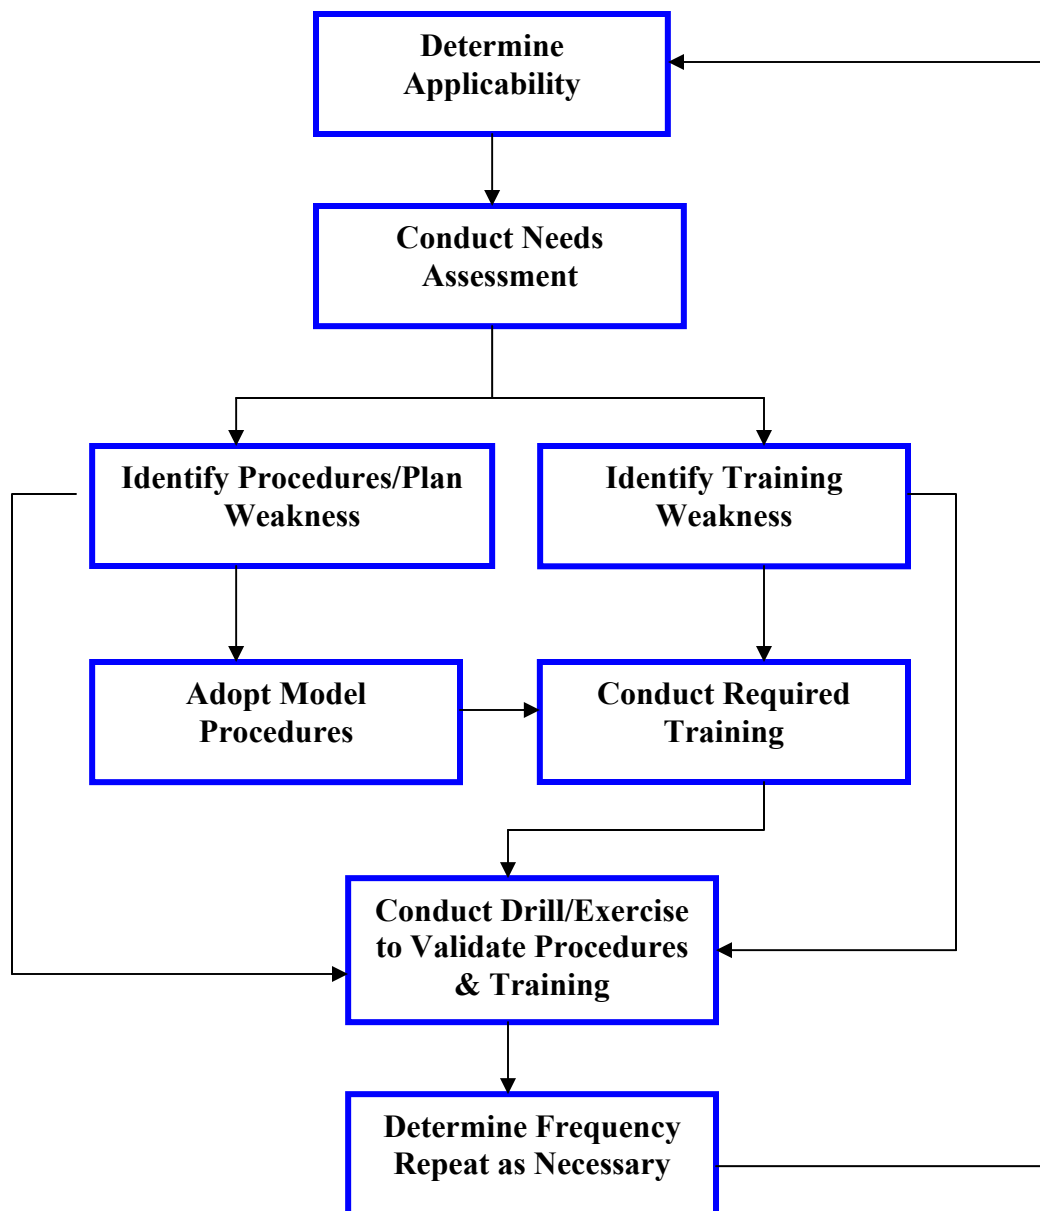 Determine
Applicability
Conduct Needs
Assessment
Identify Procedures/Plan
Weakness
Identify Training
Weakness
Adopt Model
Procedures
Conduct Required
Training
Conduct Drill/Exercise
to Validate Procedures
& Training
Determine Frequency
Repeat as Necessary